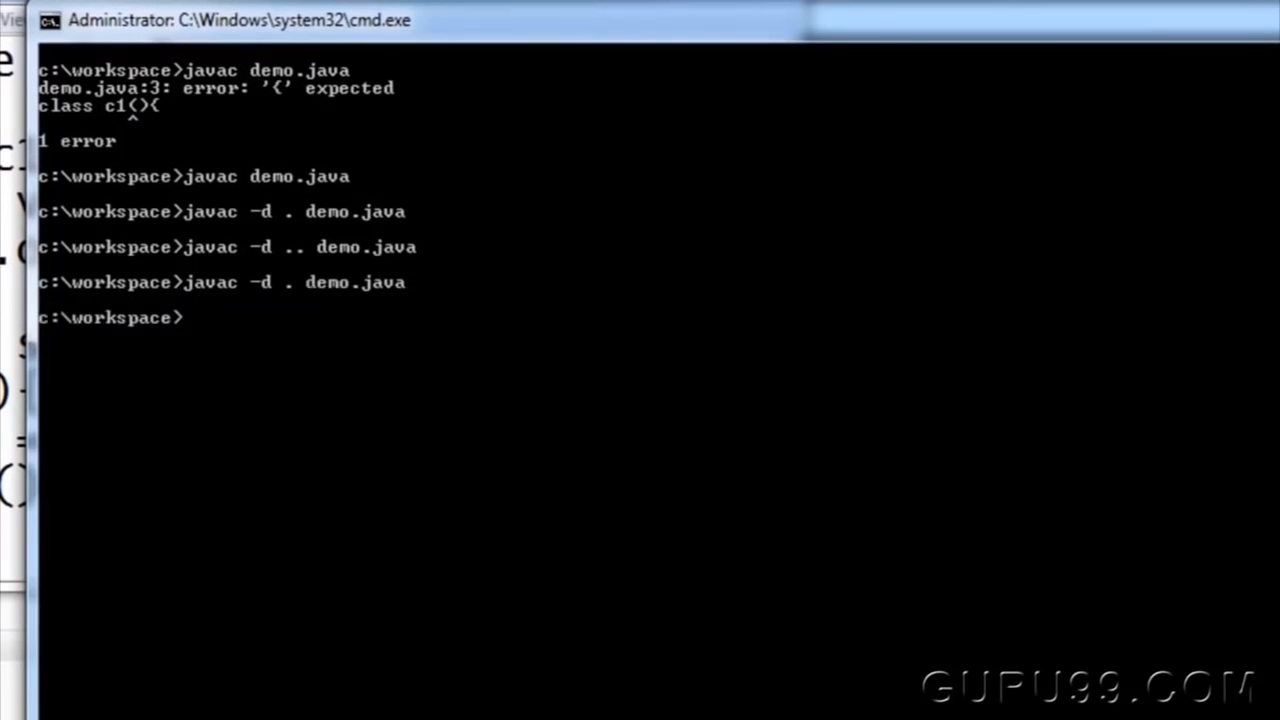 Administrator: C:\Windows\system32\cmd.exe
c:\workspace>javac demo.java
demo.java:3: error: '{' expected
class c1(){
^
1 error
c:\workspace>javac demo.java
c:\workspace>javac -d . demo.java
c:\workspace>javac -d .. demo.java
c:\workspace>javac -d . demo.java
c:\workspace>
GURU99.COM